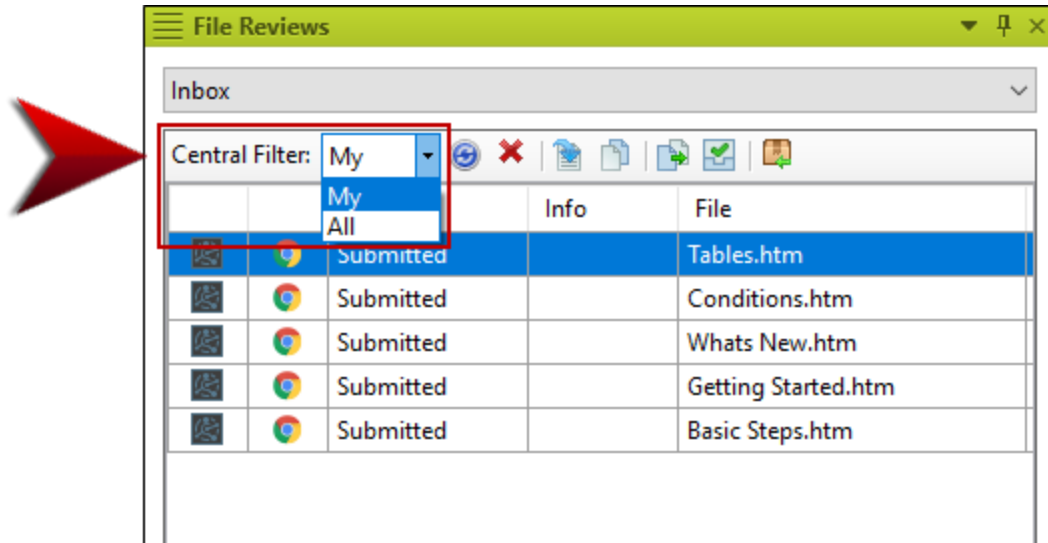 File Reviews
Inbox
Central Filter: My
My
All
Info File
Submitted Tables.htm
Submitted Conditions.htm
Submitted Whats New.htm
Submitted Getting Started.htm
Submitted Basic Steps.htm